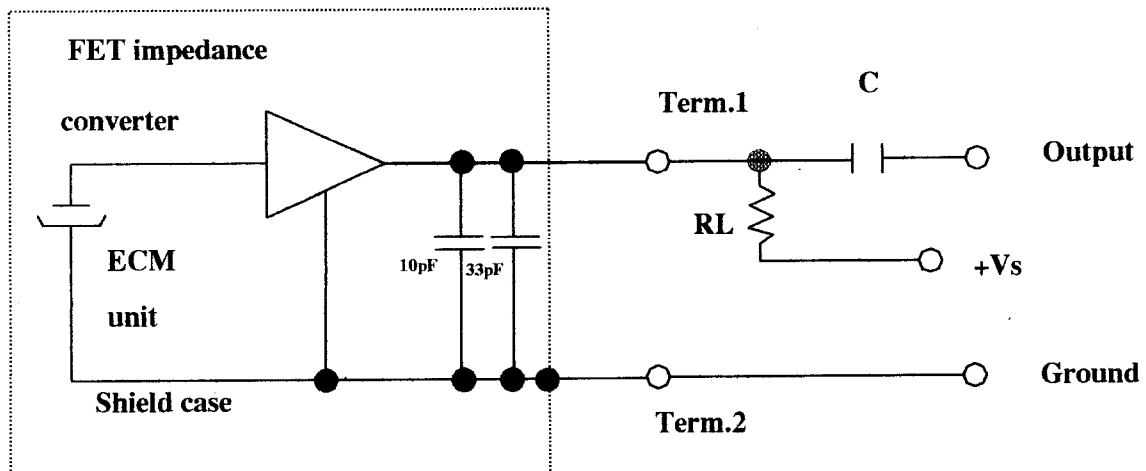 FET impedance
converter
Term.1
C
Output
RL
10pF
33pF
+Vs
ECM
unit
Shield case
Term.2
Ground